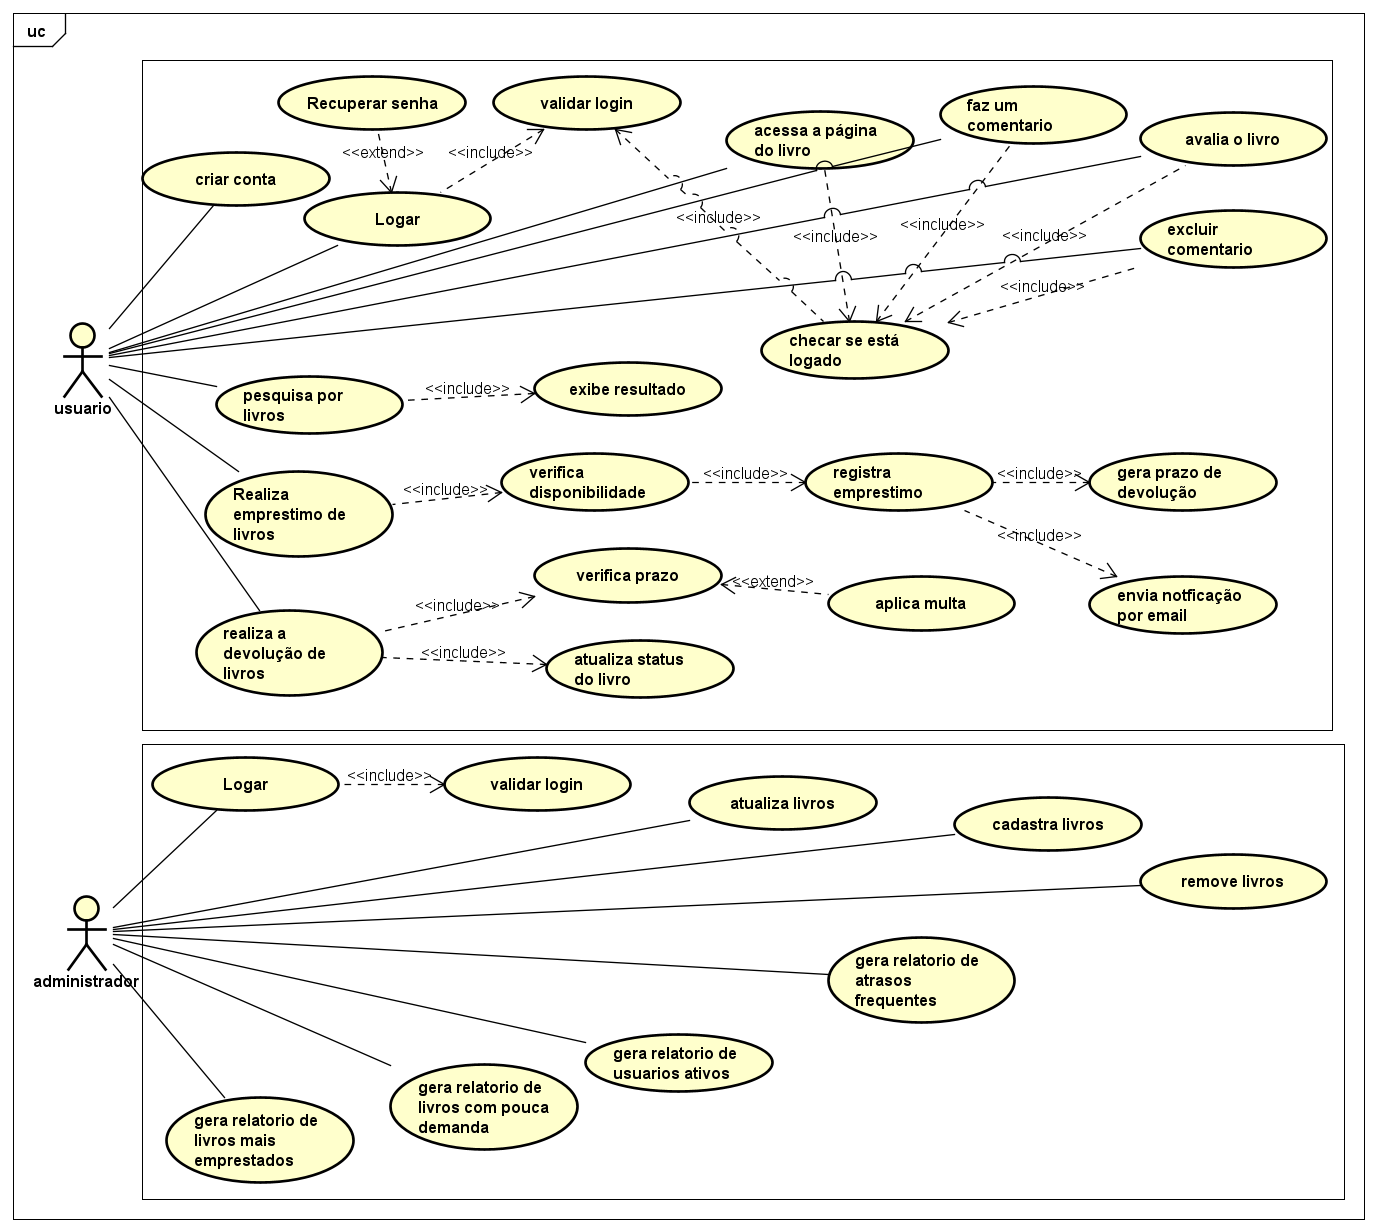 uc
Recuperar senha
validar login
acessa a página
do livro
faz um
comentario
avalia o livro
<<extend>>
<<include>>
criar conta
Logar
<<include>>
<<include>>
<<include>>
<<include>>
excluir
comentario
<<include>>
checar se está
logado
usuario
pesquisa por
livros
<<include>>
exibe resultado
Realiza
emprestimo de
livros
<<include>>
verifica
disponibilidade
<<include>>
registra
emprestimo
<<include>>
gera prazo de
devolução
<<include>>
envia notficação
por email
realiza a
devolução de
livros
<<include>>
verifica prazo
<<extend>>
aplica multa
<<include>>
atualiza status
do livro
Logar
<<include>>
validar login
atualiza livros
cadastra livros
remove livros
administrador
gera relatorio de
atrasos
frequentes
gera relatorio de
usuarios ativos
gera relatorio de
livros com pouca
demanda
gera relatorio de
livros mais
emprestados